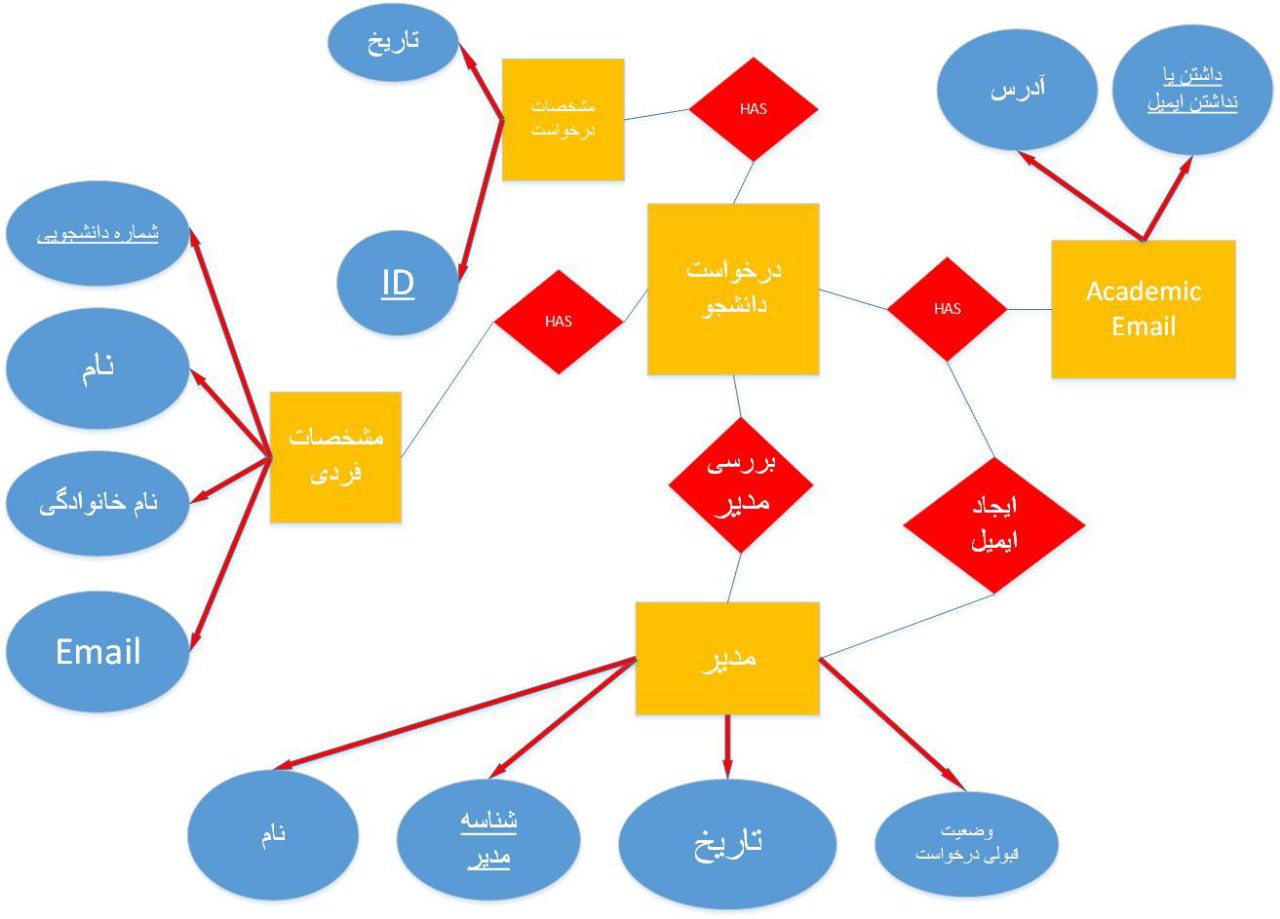 تاریخ
مشخصات
درخواست
HAS
آدرس
داشتن یا
نداشتن ایمیل
شماره دانشجویی
ID
HAS
درخواست
دانشجو
HAS
Academic
Email
نام
مشخصات
فردی
نام خانوادگی
بررسی
مدیر
ایجاد
ایمیل
Email
مدیر
نام
شناسه
مدیر
تاریخ
وضعیت
قبولی درخواست